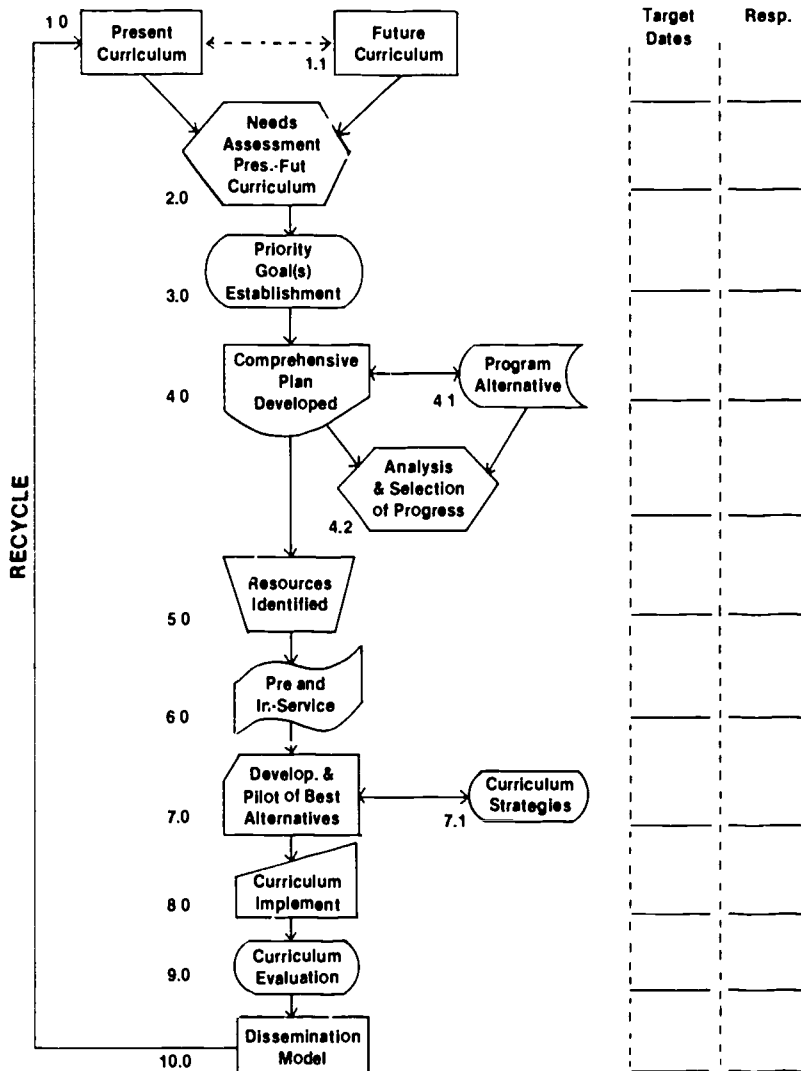 Target
Dates
Resp.
1 0
Present
Curriculum
1.1
Future
Curriculum
Needs
Assessment
Pres.-Fut
Curriculum
2.0
Priority
Goal(s)
Establishment
3.0
Comprehensive
Plan
Developed
4 0
Program
Alternative
4 1
Analysis
& Selection
of Progress
4.2
RECYCLE
Resources
Identified
5 0
Pre and
In-Service
6 0
Develop. &
Pilot of Best
Alternatives
7.0
Curriculum
Strategies
7.1
Curriculum
Implement
8 0
Curriculum
Evaluation
9.0
Dissemination
Model
10.0